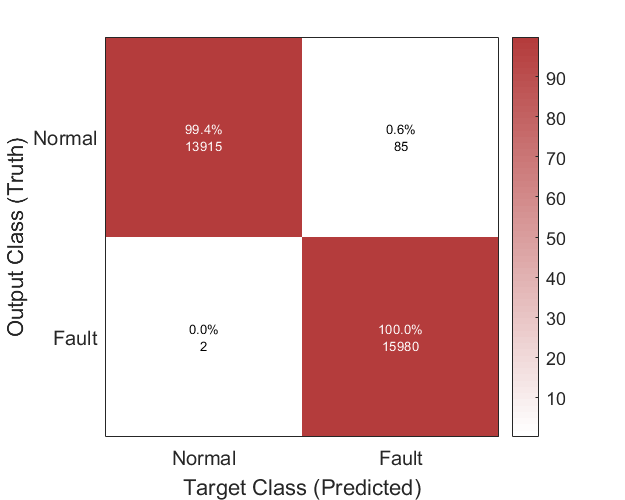 Output Class (Truth)
Normal
Fault
99.4%
13915
0.6%
85
0.0%
2
100.0%
15980
Normal
Fault
Target Class (Predicted)
90
80
70
60
50
40
30
20
10